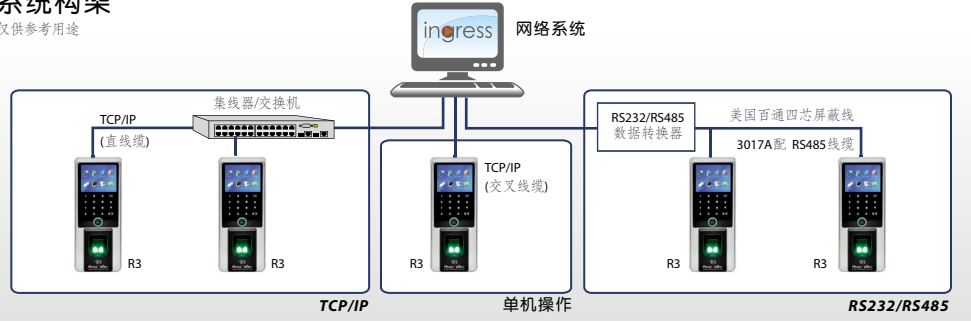 系统构架
仅供参考用途
ingress
网络系统
集线器/交换机
TCP/IP
(直线缆)
R3
R3
TCP/IP
TCP/IP
(交叉线缆)
R3
单机操作
RS232/RS485
数据转换器
美国百通四芯屏蔽线
3017A配 RS485线缆
R3
R3
RS232/RS485